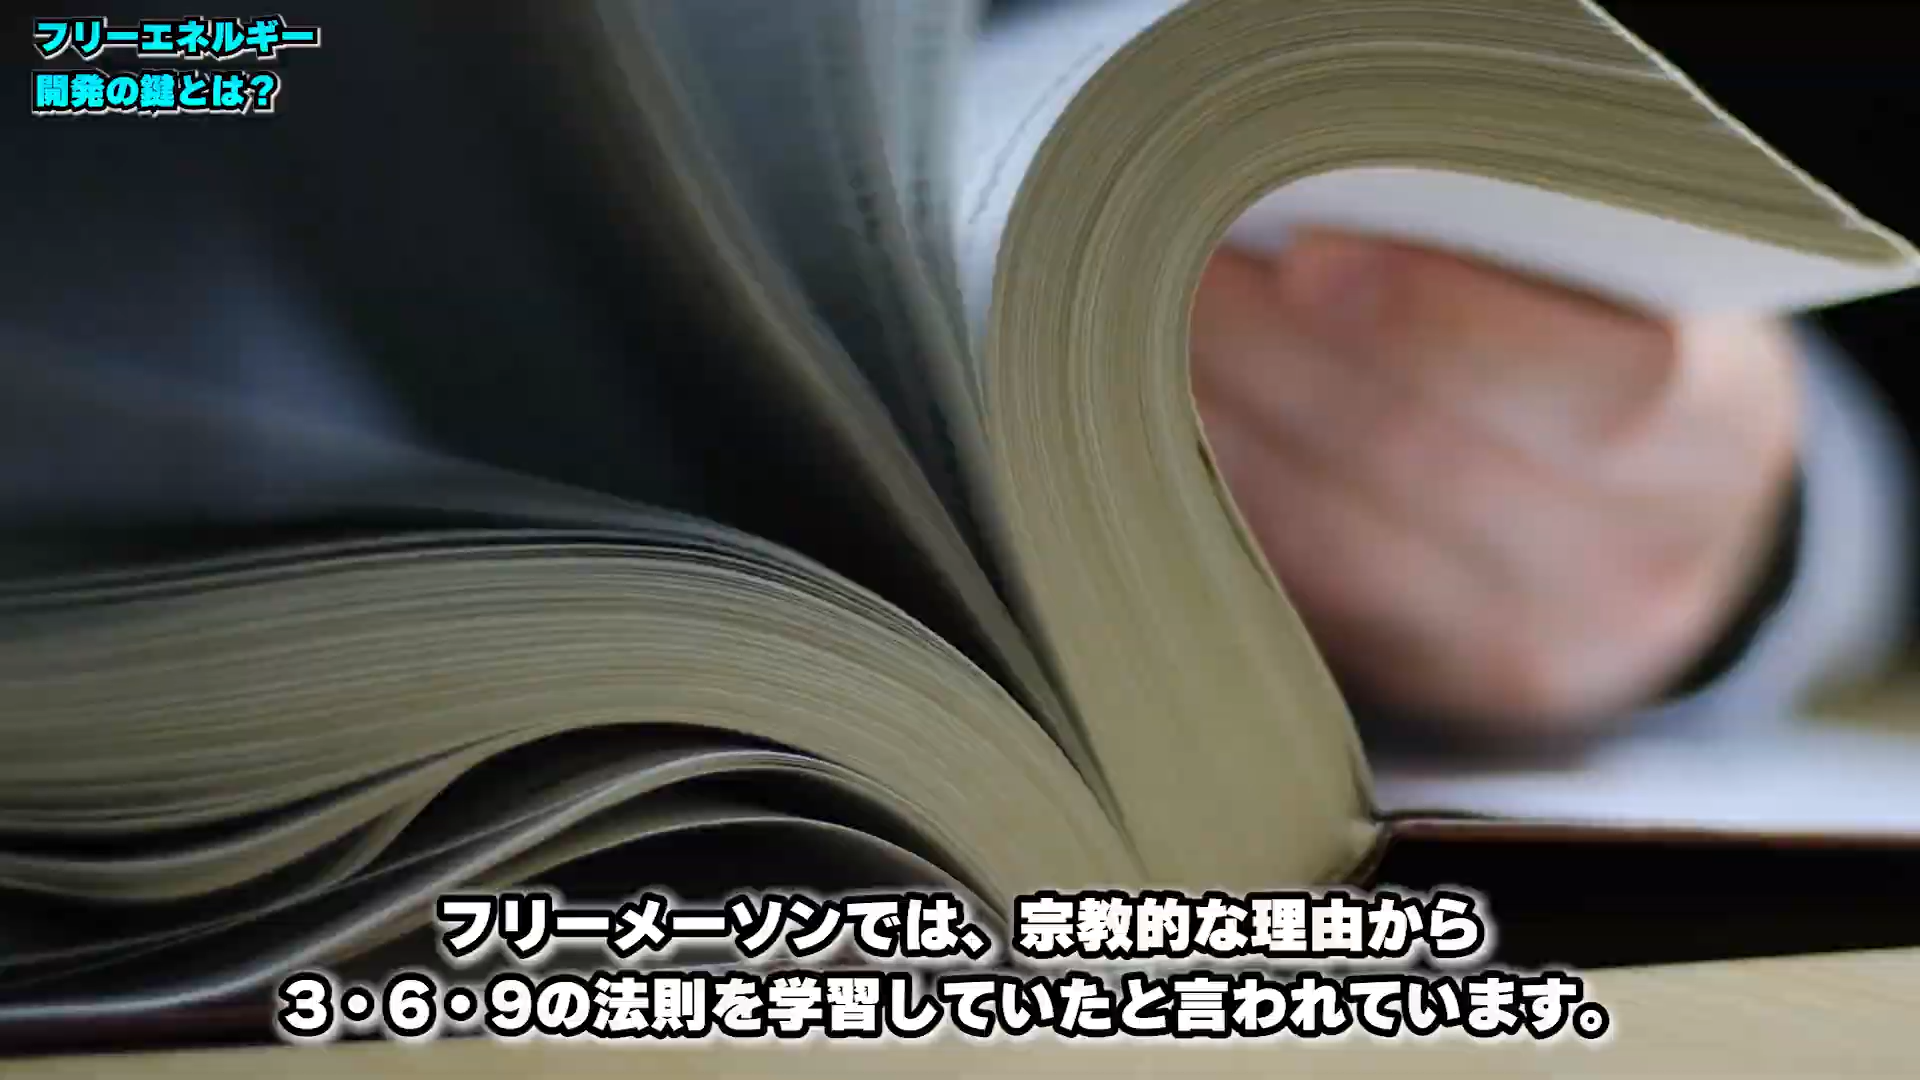 フリーエネルギー
開発の鍵とは？
フリーメーソンでは、宗教的な理由から
３・６・９の法則を学習していたと言われています。